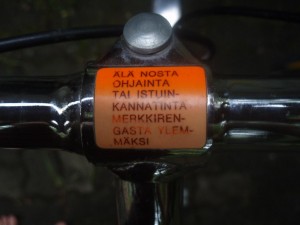 ÄLÄ NOSTA
OHJAINTA
TAI ISTUIN-
KANNATINTA
MERKKIREN-
GASTA YLEM-
MÄKSI